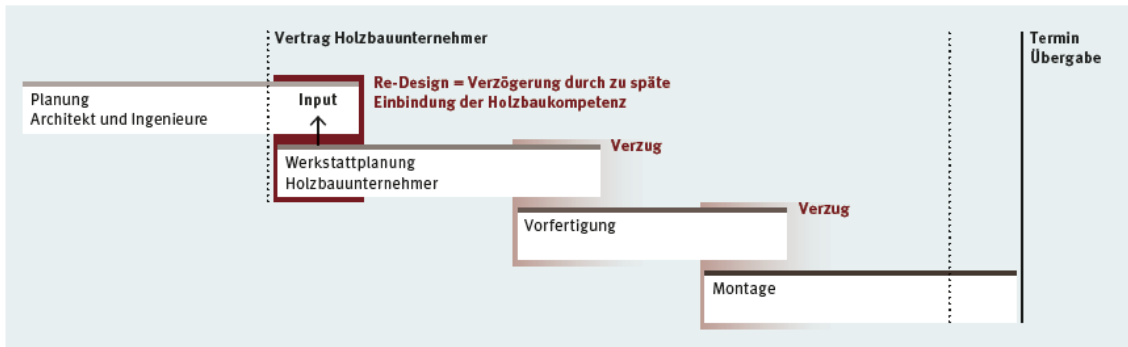 Vertrag Holzbauunternehmer
Termin
Übergabe
Re-Design = Verzögerung durch zu späte
Einbindung der Holzbaukompetenz
Planung
Architekt und Ingenieure
Input
Verzug
Werkstattplanung
Holzbauunternehmer
Verzug
Vorfertigung
Montage